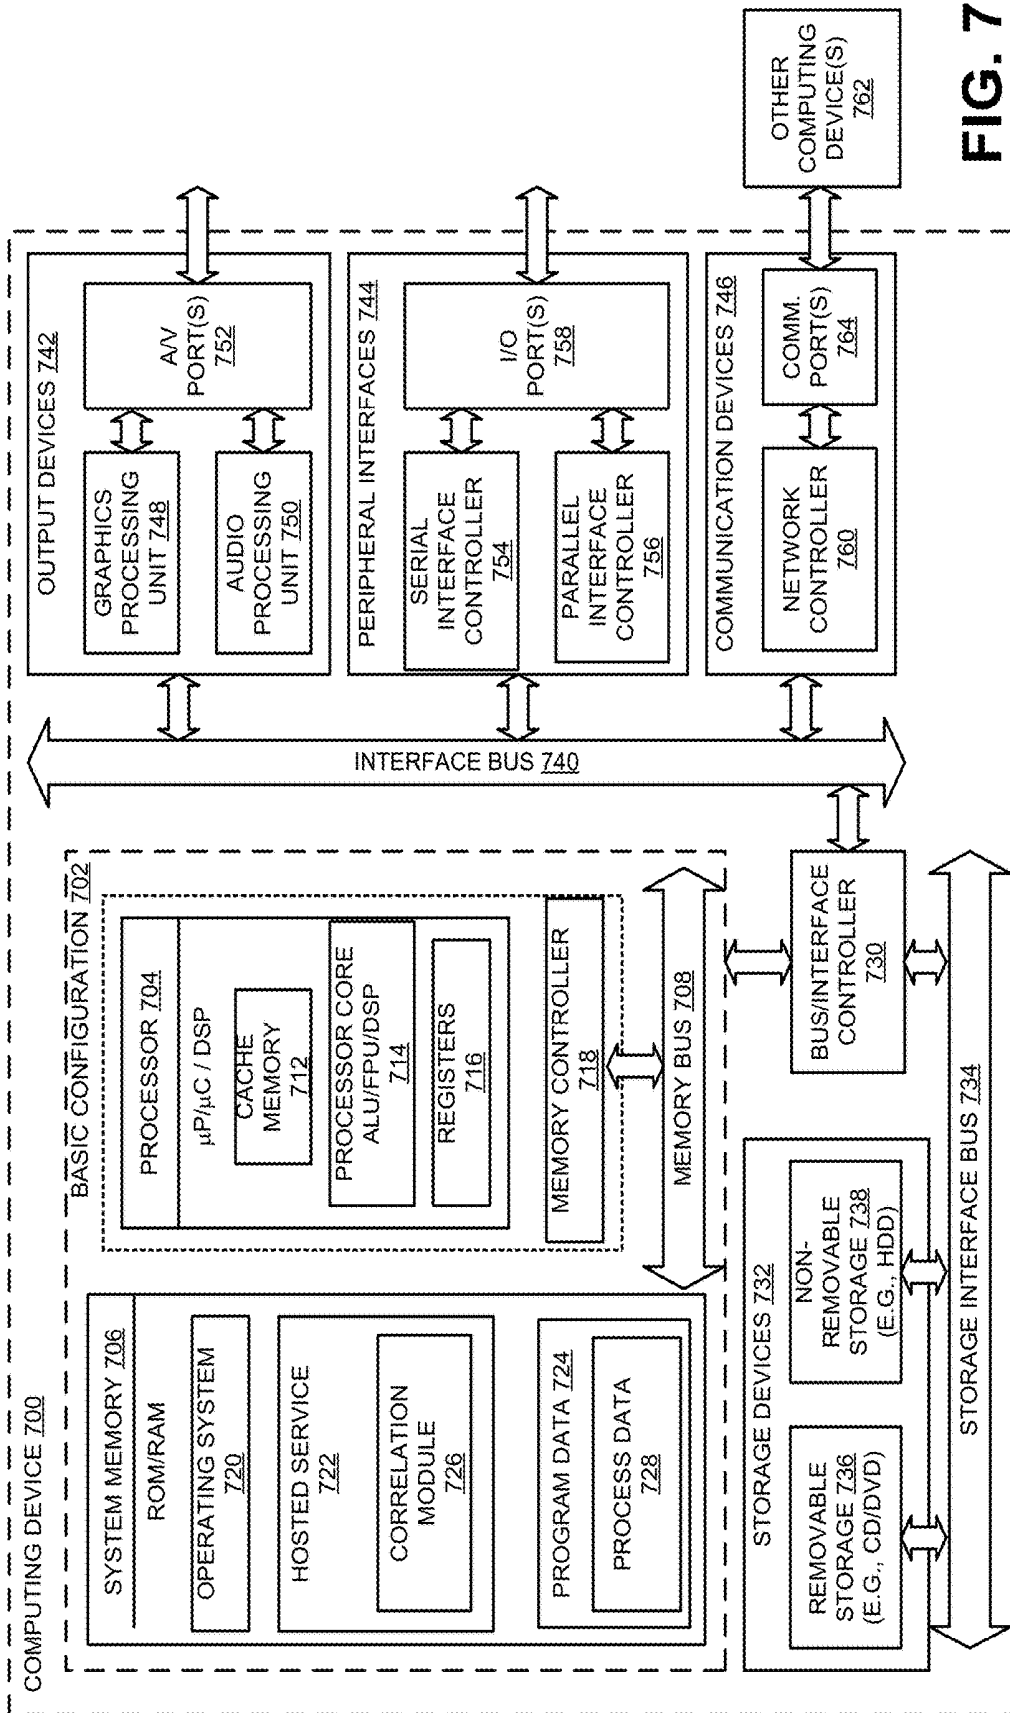 COMPUTING DEVICE 700
BASIC CONFIGURATION 702
SYSTEM MEMORY 706
ROM/RAM
OPERATING SYSTEM
720
HOSTED SERVICE
722
CORRELATION
MODULE
726
PROGRAM DATA 724
PROCESS DATA
728
PROCESSOR 704
µP/µC / DSP
CACHE
MEMORY
712
PROCESSOR CORE
ALU/FPU/DSP
714
REGISTERS
716
MEMORY CONTROLLER
718
MEMORY BUS 708
STORAGE DEVICES 732
REMOVABLE
STORAGE 736
(E.G., CD/DVD)
NON-
REMOVABLE
STORAGE 738
(E.G., HDD)
STORAGE INTERFACE BUS 734
BUS/INTERFACE
CONTROLLER
730
INTERFACE BUS 740
OUTPUT DEVICES 742
GRAPHICS
PROCESSING
UNIT 748
AUDIO
PROCESSING
UNIT 750
A/V
PORT(S)
752
PERIPHERAL INTERFACES 744
SERIAL
INTERFACE
CONTROLLER
754
PARALLEL
INTERFACE
CONTROLLER
756
I/O
PORT(S)
758
COMMUNICATION DEVICES 746
NETWORK
CONTROLLER
760
COMM.
PORT(S)
764
OTHER
COMPUTING
DEVICE(S)
762
FIG. 7